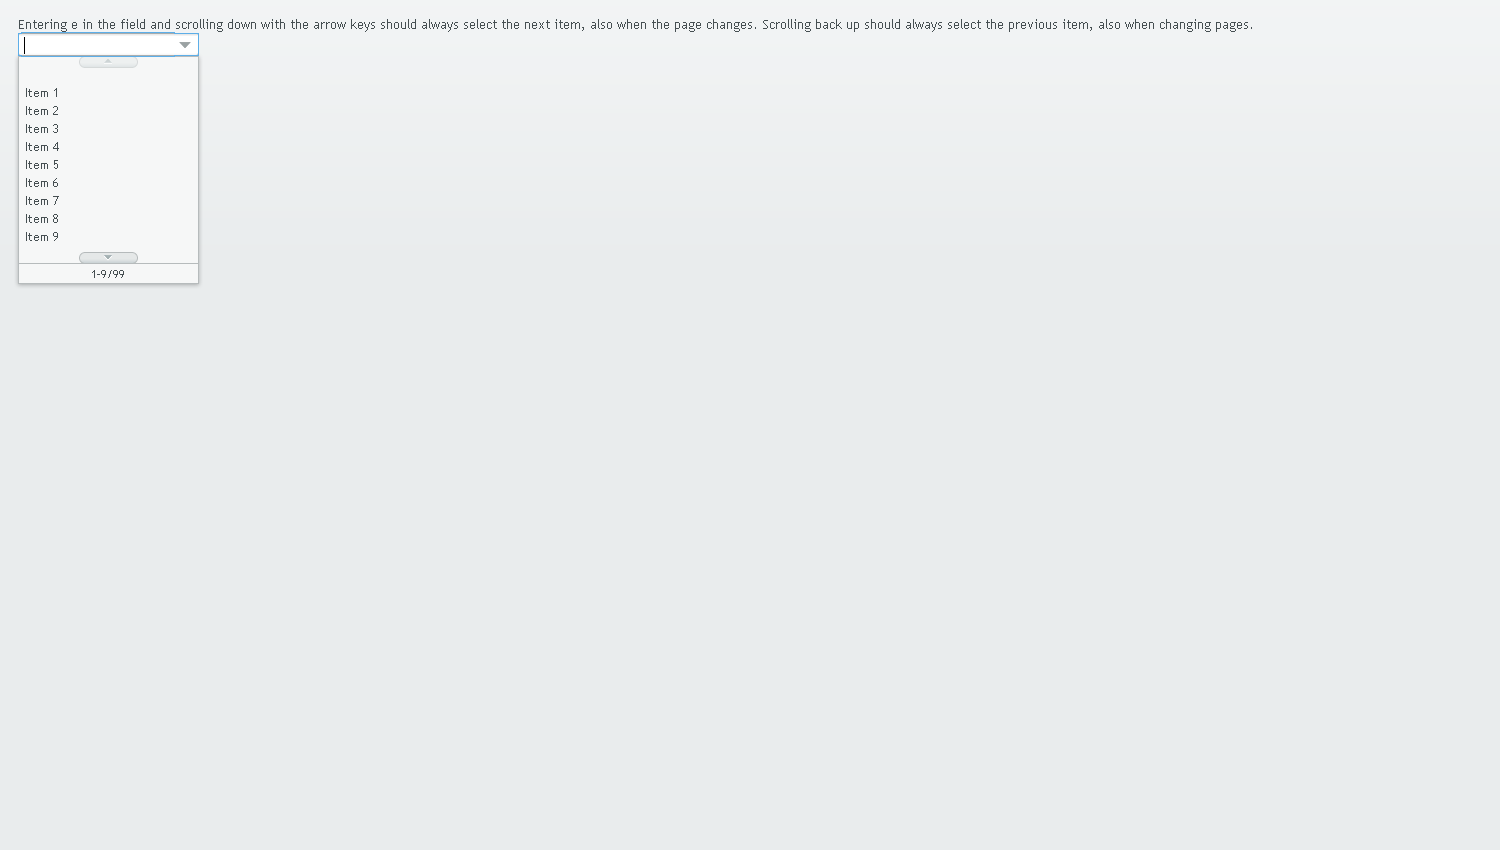 Entering e in the field and scrolling down with the arrow keys should always select the next item, also when the page changes. Scrolling back up should always select the previous item, also when changing pages.
Item 1
Item 2
Item 3
Item 4
Item 5
Item 6
Item 7
Item 8
Item 9
1-9/99